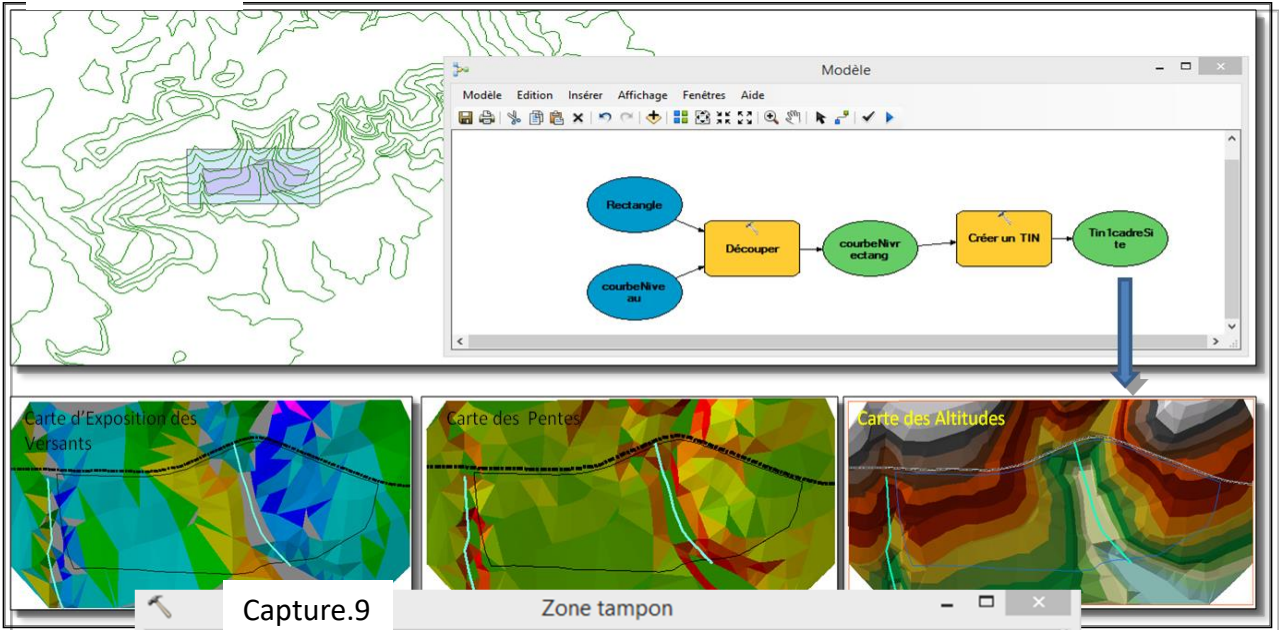 Modèle
Modèle Edition Insérer Affichage Fenêtres Aide
Rectangle
courbeNive
au
Découper
courbeNivr
ectang
Créer un TIN
Tin1cadreSi
te
Carte d'Exposition des
Versants
Carte des Pentes
Carte des Altitudes
Capture.9
Zone tampon